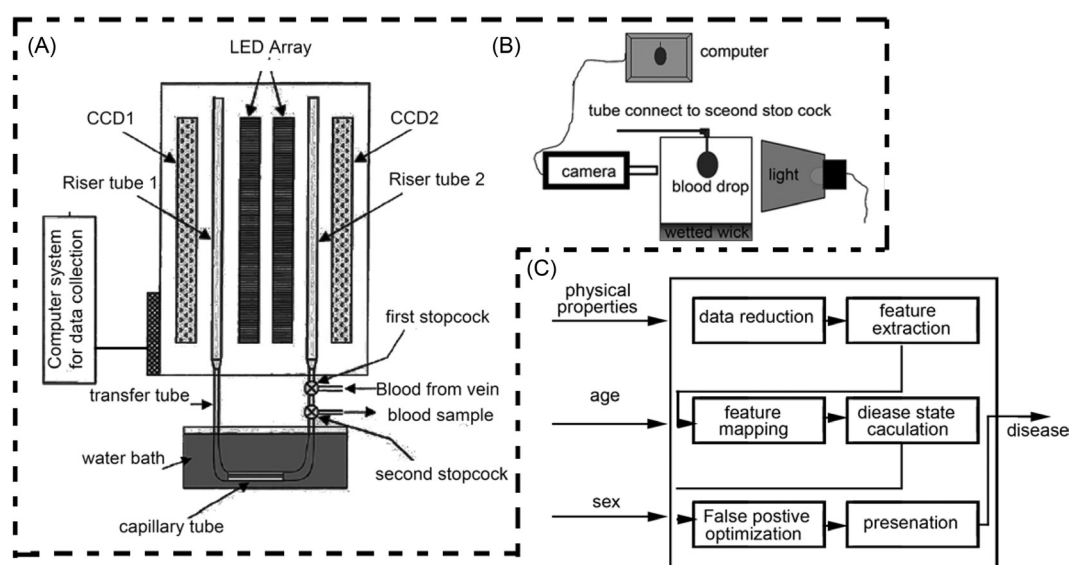 (A)
LED Array
CCD1
CCD2
Riser tube 1
Riser tube 2
Computer system
for data collection
first stopcock
transfer tube
Blood from vein
blood sample
water bath
second stopcock
capillary tube
(B)
computer
tube connect to sceond stop cock
camera
blood drop
light
wetted wick
(C)
physical
properties
data reduction
feature
extraction
age
feature
mapping
diease state
caculation
disease
sex
False postive
optimization
presenation